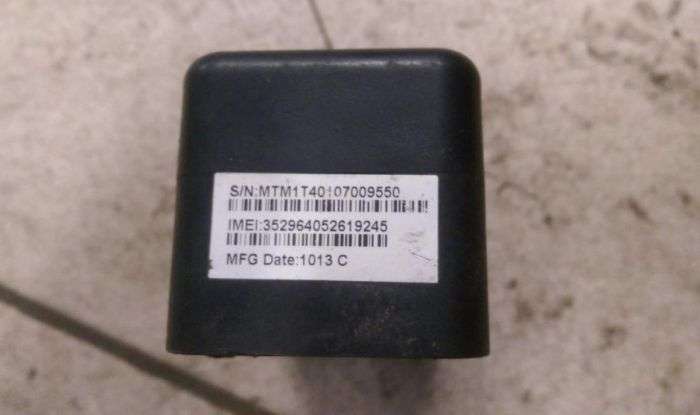 S/N:MTM1T40107009550
IMEI:352964052619245
MFG Date:1013 C